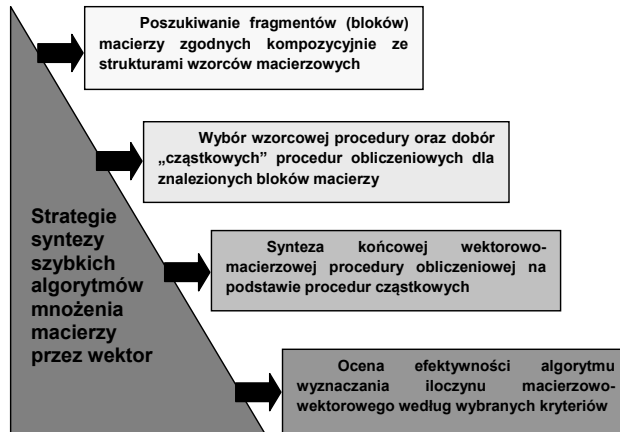 Poszukiwanie fragmentów (bloków)
macierzy zgodnych kompozycyjnie ze
strukturami wzorców macierzowych
Wybór wzorcowej procedury oraz dobór
„cząstkowych” procedur obliczeniowych dla
znalezionych bloków macierzy
Strategie
syntezy
szybkich
algorytmów
mnożenia
macierzy
przez wektor
Synteza końcowej wektorowo-
macierzowej procedury obliczeniowej na
podstawie procedur cząstkowych
Ocena efektywności algorytmu
wyznaczania iloczynu macierzowo-
wektorowego według wybranych kryteriów